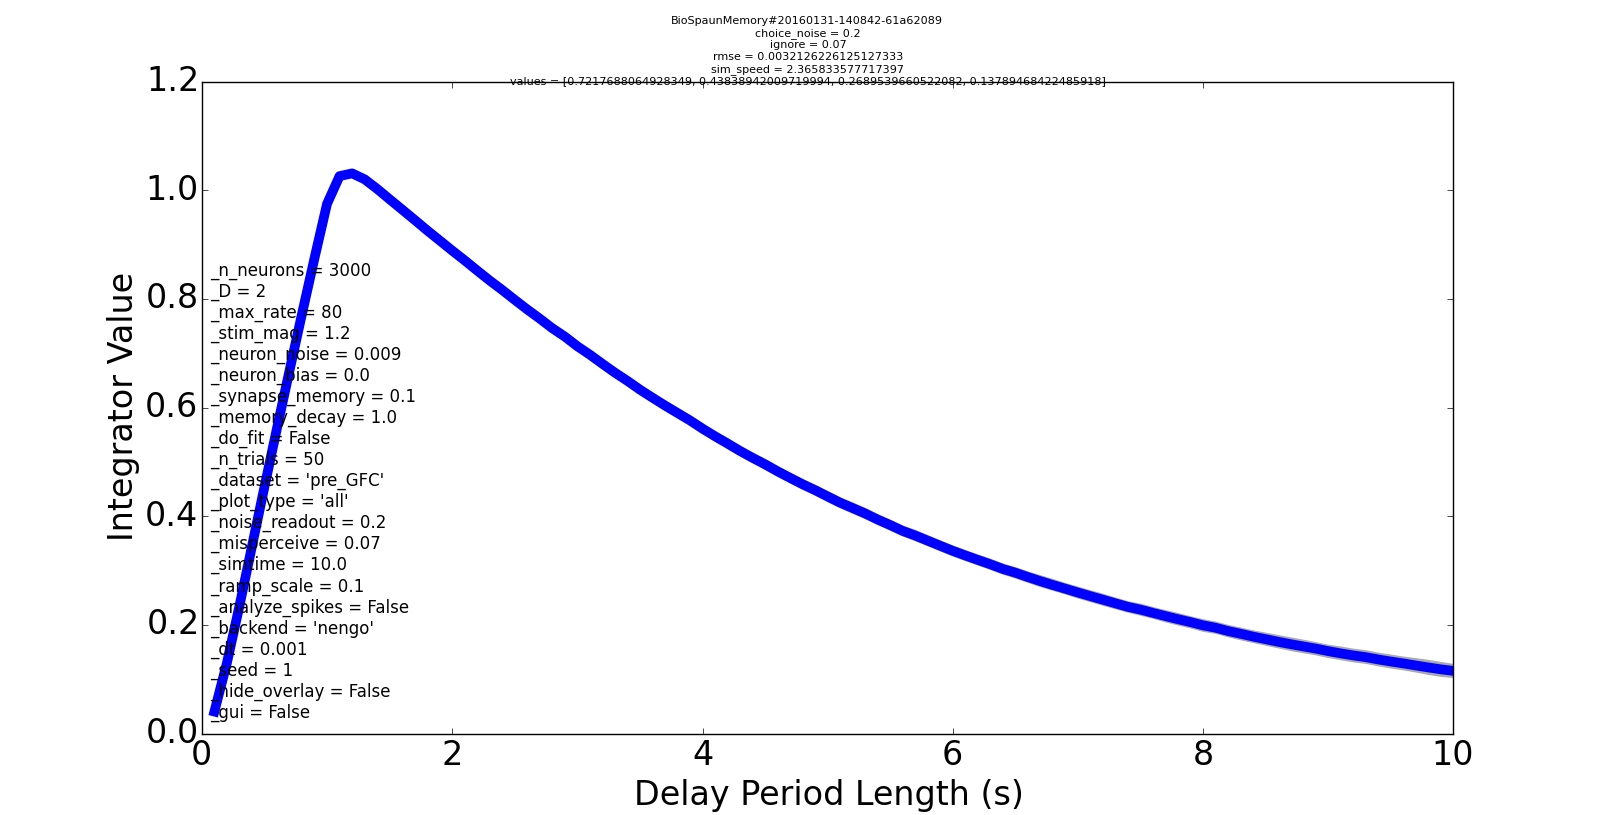 BioSpaunMemory#20160131-140842-61a62089
choice_noise = 0.2
ignore = 0.07
rmse = 0.0032126226125127333
sim_speed = 2.365833577717397
values = [0.7217688064928349, 0.43838942009719994, 0.2689539660522082, 0.13789468422485918]
1.2
1.0
0.8
0.6
0.4
0.2
0.0
Integrator Value
_n_neurons = 3000
_D = 2
_max_rate = 80
_stim_mag = 1.2
_neuron_noise = 0.009
_neuron_bias = 0.0
_synapse_memory = 0.1
_memory_decay = 1.0
_do_fit = False
_n_trials = 50
_dataset = 'pre_GFC'
_plot_type = 'all'
_noise_readout = 0.2
_misperceive = 0.07
_simtime = 10.0
_ramp_scale = 0.1
_analyze_spikes = False
_backend = 'nengo'
_dt = 0.001
_seed = 1
_hide_overlay = False
_gui = False
0 2 4 6 8 10
Delay Period Length (s)